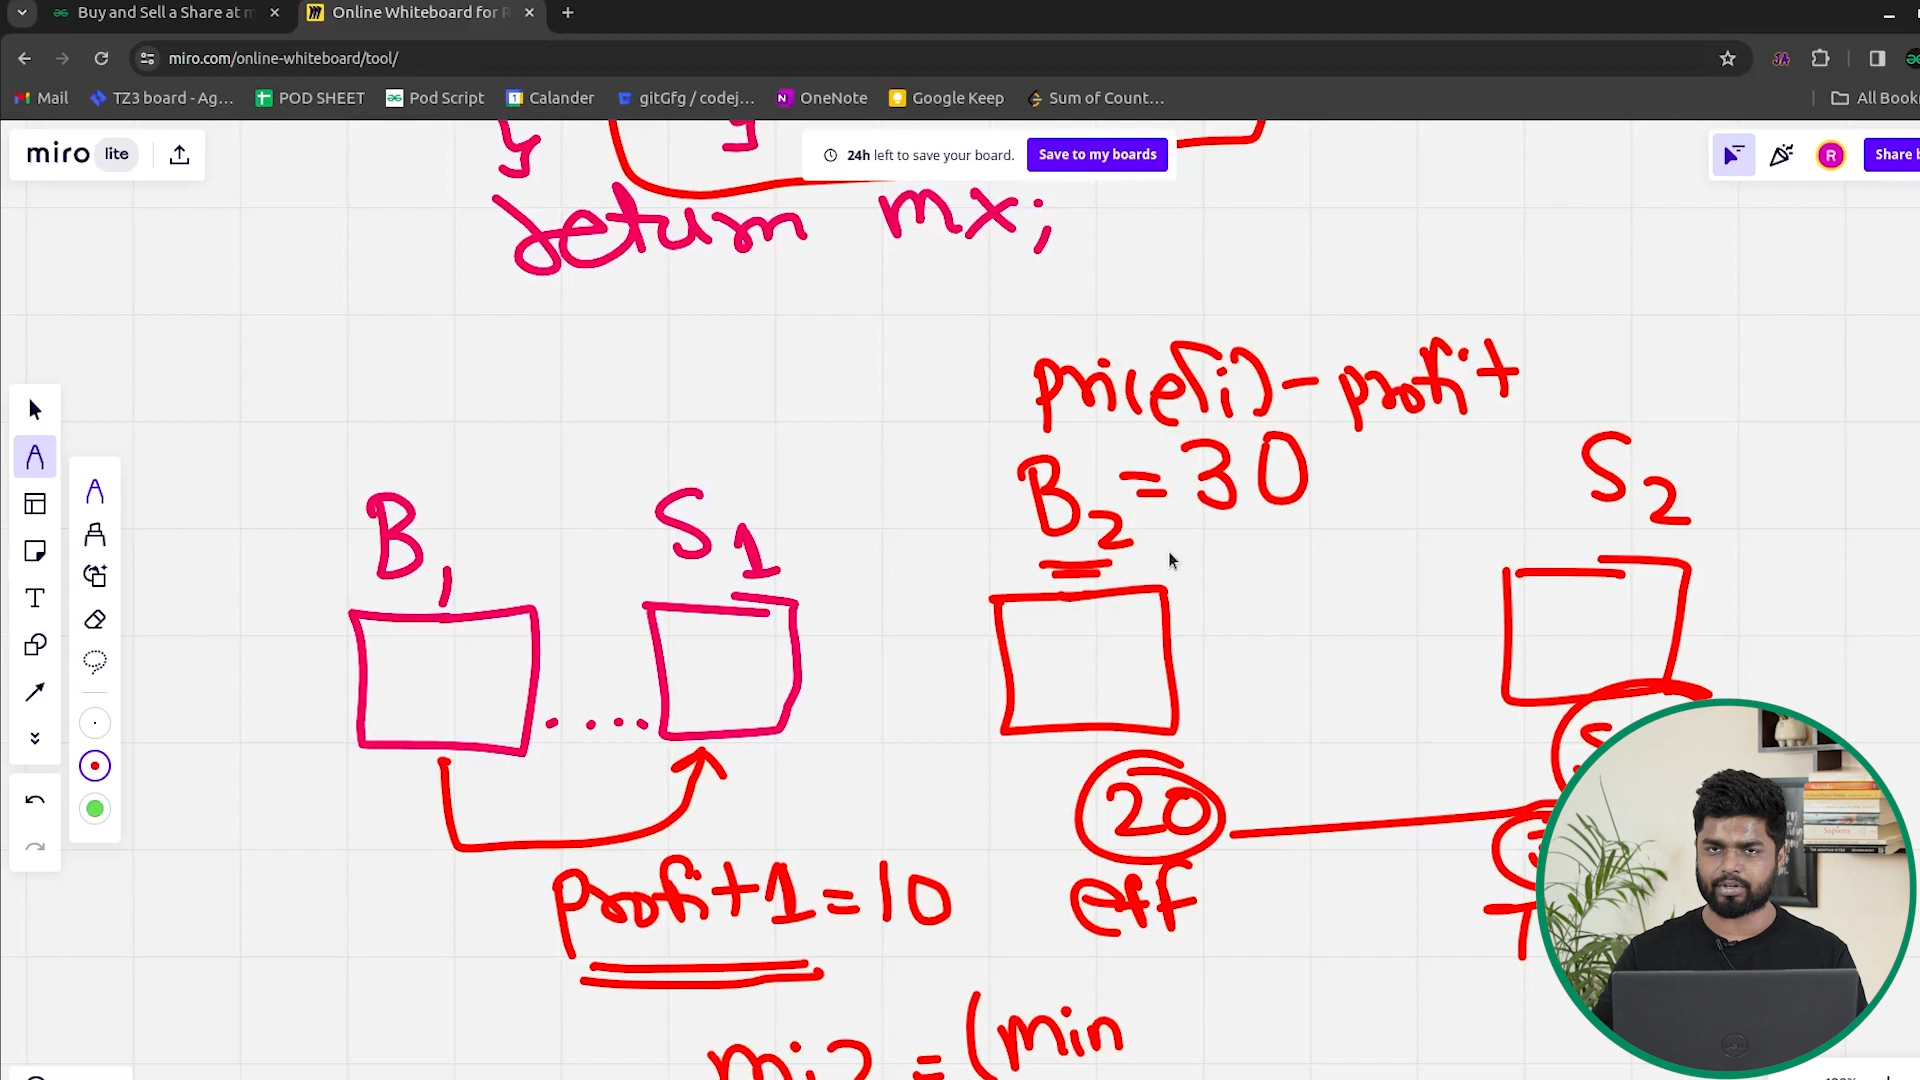 Buy and Sell a Share at m
Online Whiteboard for R
miro.com/online-whiteboard/tool/
Mail
TZ3 board - Ag...
POD SHEET
Pod Script
Calander
gitGfg / codej...
OneNote
Google Keep
Sum of Count...
All Book
miro lite
24h left to save your board.
Save to my boards
R
Share b
return mx;
price[i] - profit
B2 = 30
S2
B1
S1
20
eff
profit1 = 10
mi2 = (min